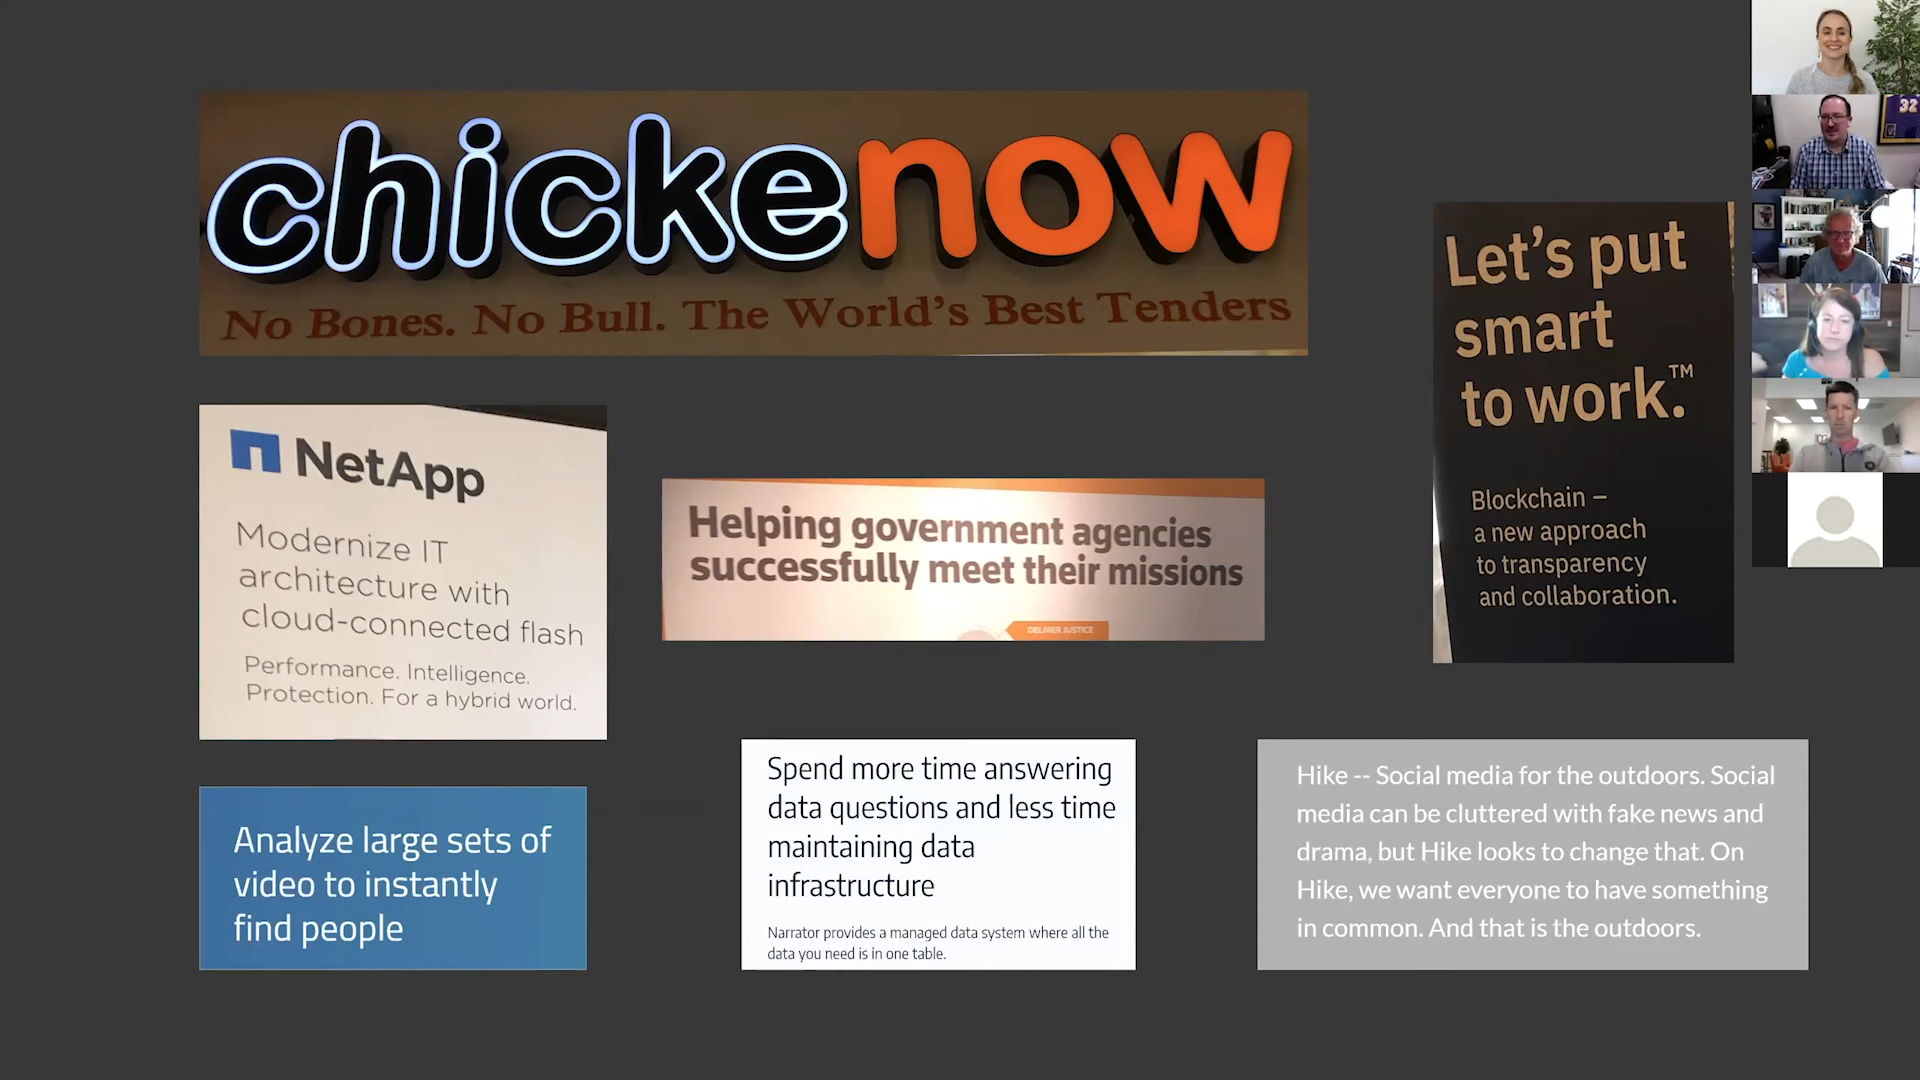 chickenow
No Bones. No Bull. The World's Best Tenders
32
Let's put
smart
to work.™
Blockchain –
a new approach
to transparency
and collaboration.
NetApp
Modernize IT
architecture with
cloud-connected flash
Performance. Intelligence.
Protection. For a hybrid world.
Helping government agencies
successfully meet their missions
DELIVER JUSTICE
Analyze large sets of
video to instantly
find people
Spend more time answering
data questions and less time
maintaining data
infrastructure
Narrator provides a managed data system where all the
data you need is in one table.
Hike -- Social media for the outdoors. Social
media can be cluttered with fake news and
drama, but Hike looks to change that. On
Hike, we want everyone to have something
in common. And that is the outdoors.